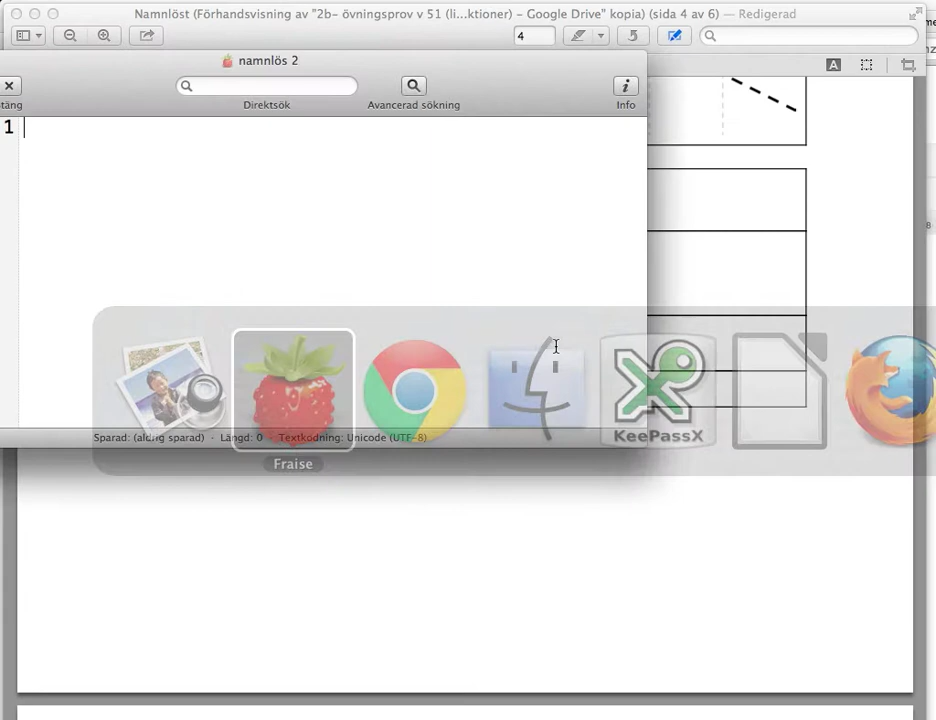 Namnlöst (Förhandsvisning av "2b- övningsprov v 51 (li...ktioner) - Google Drive" kopia) (sida 4 av 6) — Redigerad
4
namnlös 2
täng
Direktsök
Avancerad sökning
Info
A
1
8
KeePassX
Sparad: (aldrig sparad) · Längd: 0 · Textkodning: Unicode (UTF-8)
Fraise